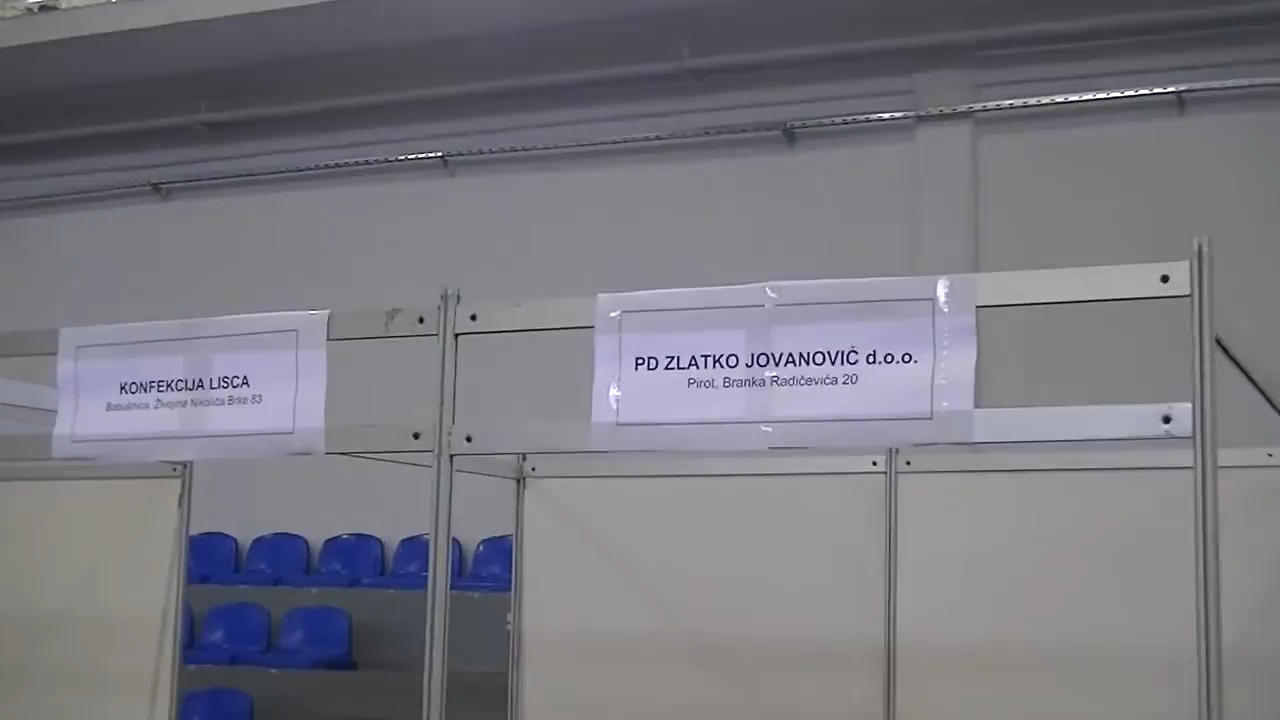 KONFEKCIJA LISCA
Babušnica, Živojina Nikolića Brke 83
PD ZLATKO JOVANOVIĆ d.o.o.
Pirot, Branka Radičevića 20